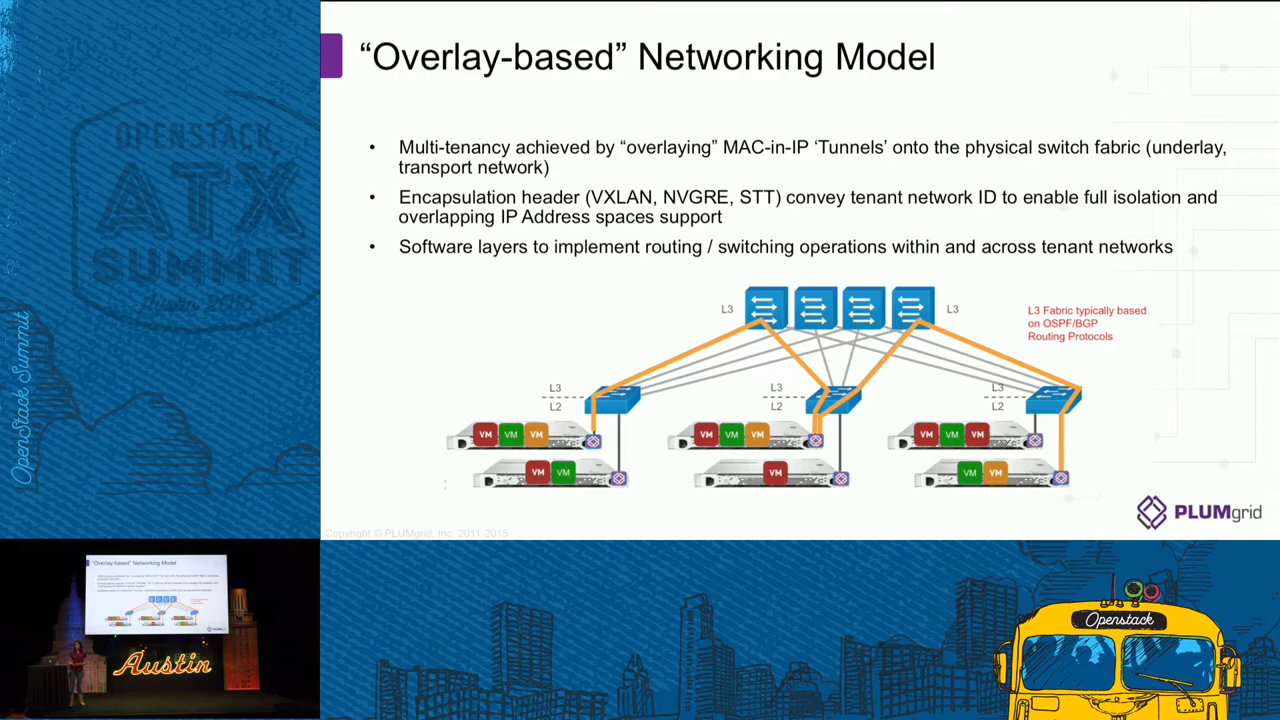 "Overlay-based" Networking Model
• Multi-tenancy achieved by "overlaying" MAC-in-IP 'Tunnels' onto the physical switch fabric (underlay,
transport network)
• Encapsulation header (VXLAN, NVGRE, STT) convey tenant network ID to enable full isolation and
overlapping IP Address spaces support
• Software layers to implement routing / switching operations within and across tenant networks
L3
L3
L3 Fabric typically based
on OSPF/BGP
Routing Protocols
L3
L2
L3
L2
L3
L2
VM VM VM
VM VM VM
VM VM VM
VM VM
VM
VM VM
PLUMgrid
Copyright © PLUMgrid, Inc. 2011-2015
OPENSTACK
ATX
SUMMIT
Austin 2016
OpenStack Summit
"Overlay-based" Networking Model
Austin
Openstack